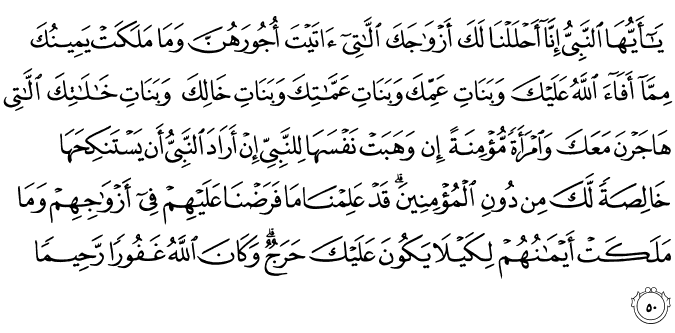 يَـٰٓأَيُّهَا ٱلنَّبِىُّ إِنَّآ أَحْلَلْنَا لَكَ أَزْوَٰجَكَ ٱلَّـٰتِىٓ ءَاتَيْتَ أُجُورَهُنَّ وَمَا مَلَكَتْ يَمِينُكَ
مِمَّآ أَفَآءَ ٱللَّهُ عَلَيْكَ وَبَنَاتِ عَمِّكَ وَبَنَاتِ عَمَّـٰتِكَ وَبَنَاتِ خَالِكَ وَبَنَاتِ خَـٰلَـٰتِكَ ٱلَّـٰتِى
هَاجَرْنَ مَعَكَ وَٱمْرَأَةً مُّؤْمِنَةً إِن وَهَبَتْ نَفْسَهَا لِلنَّبِىِّ إِنْ أَرَادَ ٱلنَّبِىُّ أَن يَسْتَنكِحَهَا
خَالِصَةً لَّكَ مِن دُونِ ٱلْمُؤْمِنِينَ ۗ قَدْ عَلِمْنَا مَا فَرَضْنَا عَلَيْهِمْ فِىٓ أَزْوَٰجِهِمْ وَمَا
مَلَكَتْ أَيْمَـٰنُهُمْ لِكَيْلَا يَكُونَ عَلَيْكَ حَرَجٌ ۗ وَكَانَ ٱللَّهُ غَفُورًا رَّحِيمًا
٥٠